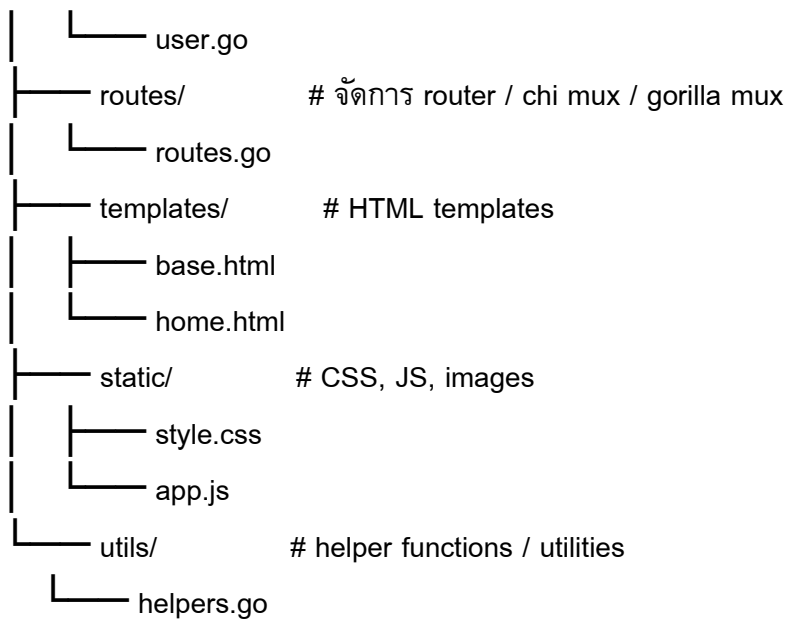 │   └── user.go
├── routes/ # จัดการ router / chi mux / gorilla mux
│   └── routes.go
├── templates/ # HTML templates
│   ├── base.html
│   └── home.html
├── static/ # CSS, JS, images
│   ├── style.css
│   └── app.js
└── utils/ # helper functions / utilities
    └── helpers.go